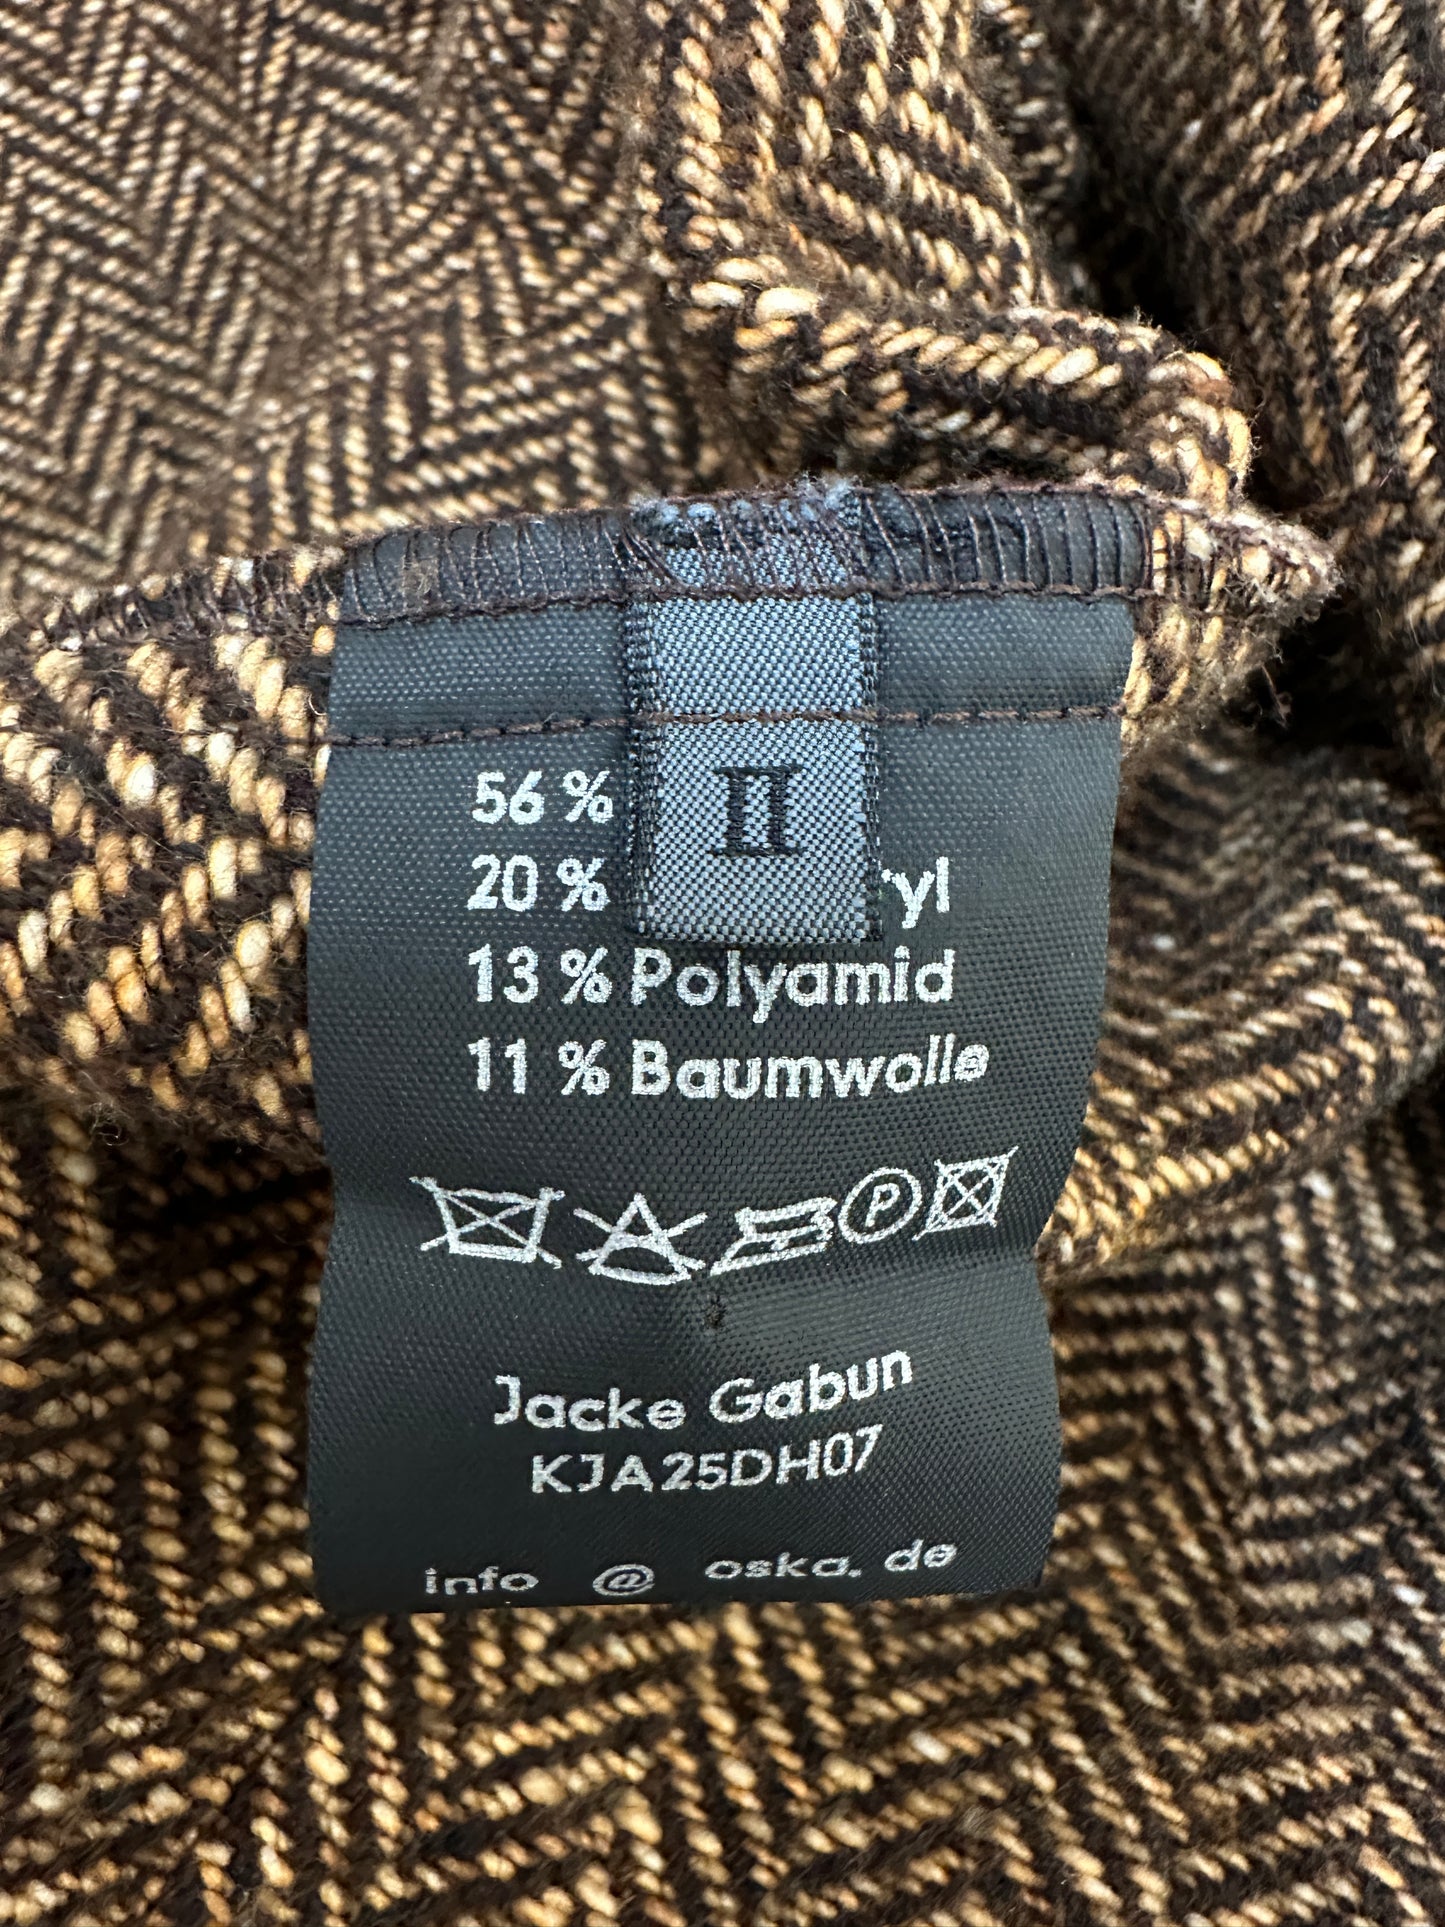 II
56 %
20 % yl
13 % Polyamid
11 % Baumwolle
P
Jacke Gabun
KJA25DH07
info @ oska. de